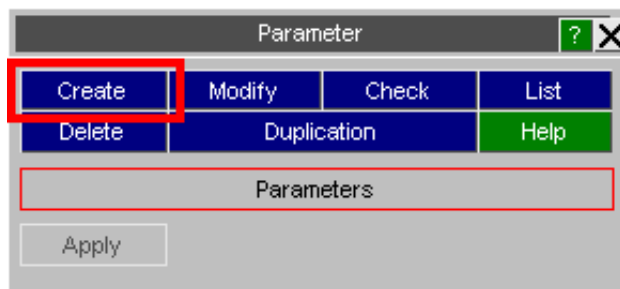 Parameter ? X
Create Modify Check List
Delete Duplication Help
Parameters
Apply